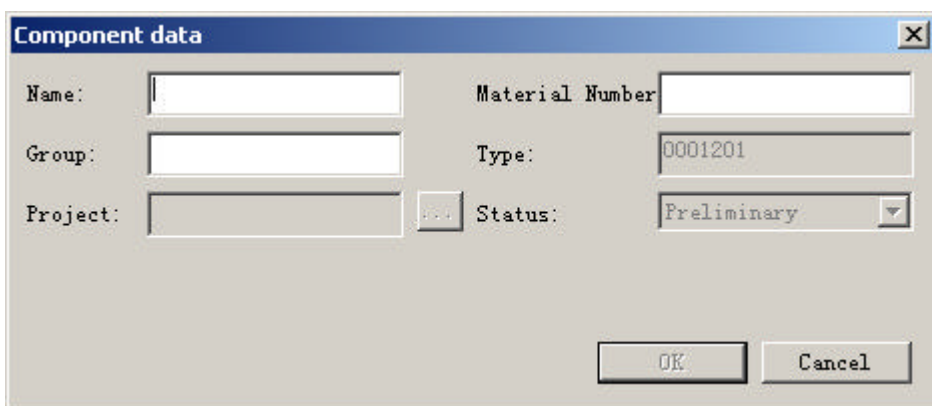 Component data
Name: Material Number
Group: Type: 0001201
Project: ... Status: Preliminary
OK Cancel